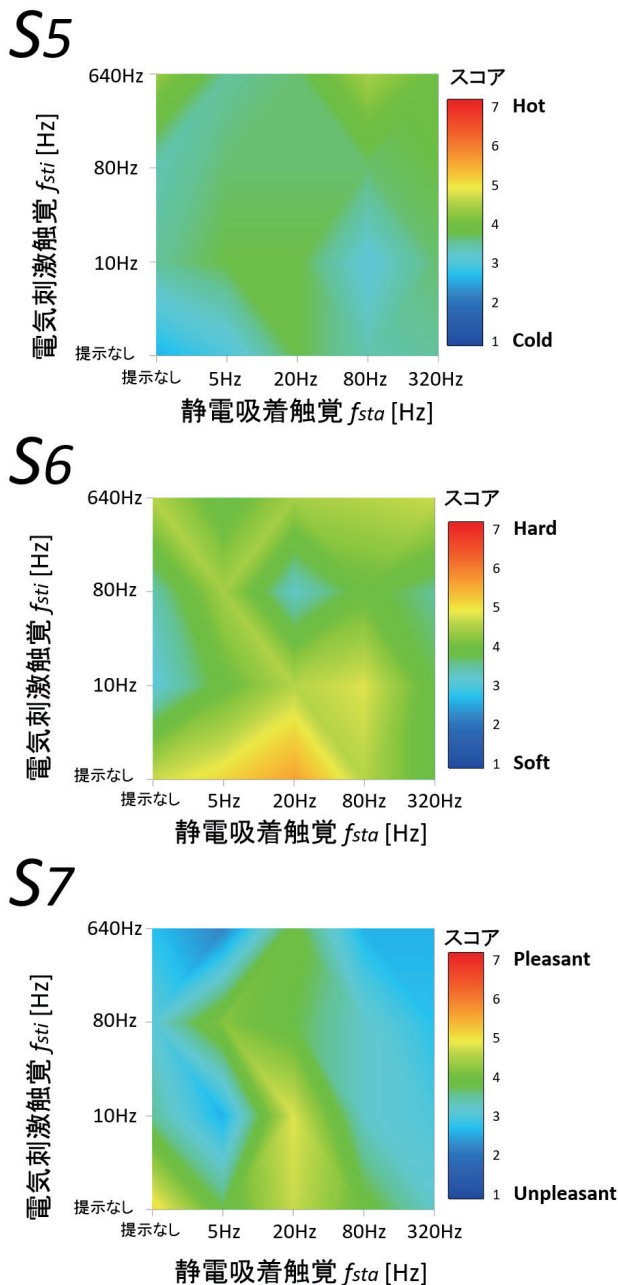 S5
640Hz
80Hz
10Hz
提示なし
電気刺激触覚 fsti [Hz]
提示なし 5Hz 20Hz 80Hz 320Hz
静電吸着触覚 fsta [Hz]
スコア
7 Hot
6
5
4
3
2
1 Cold
S6
640Hz
80Hz
10Hz
提示なし
電気刺激触覚 fsti [Hz]
提示なし 5Hz 20Hz 80Hz 320Hz
静電吸着触覚 fsta [Hz]
スコア
7 Hard
6
5
4
3
2
1 Soft
S7
640Hz
80Hz
10Hz
提示なし
電気刺激触覚 fsti [Hz]
提示なし 5Hz 20Hz 80Hz 320Hz
静電吸着触覚 fsta [Hz]
スコア
7 Pleasant
6
5
4
3
2
1 Unpleasant